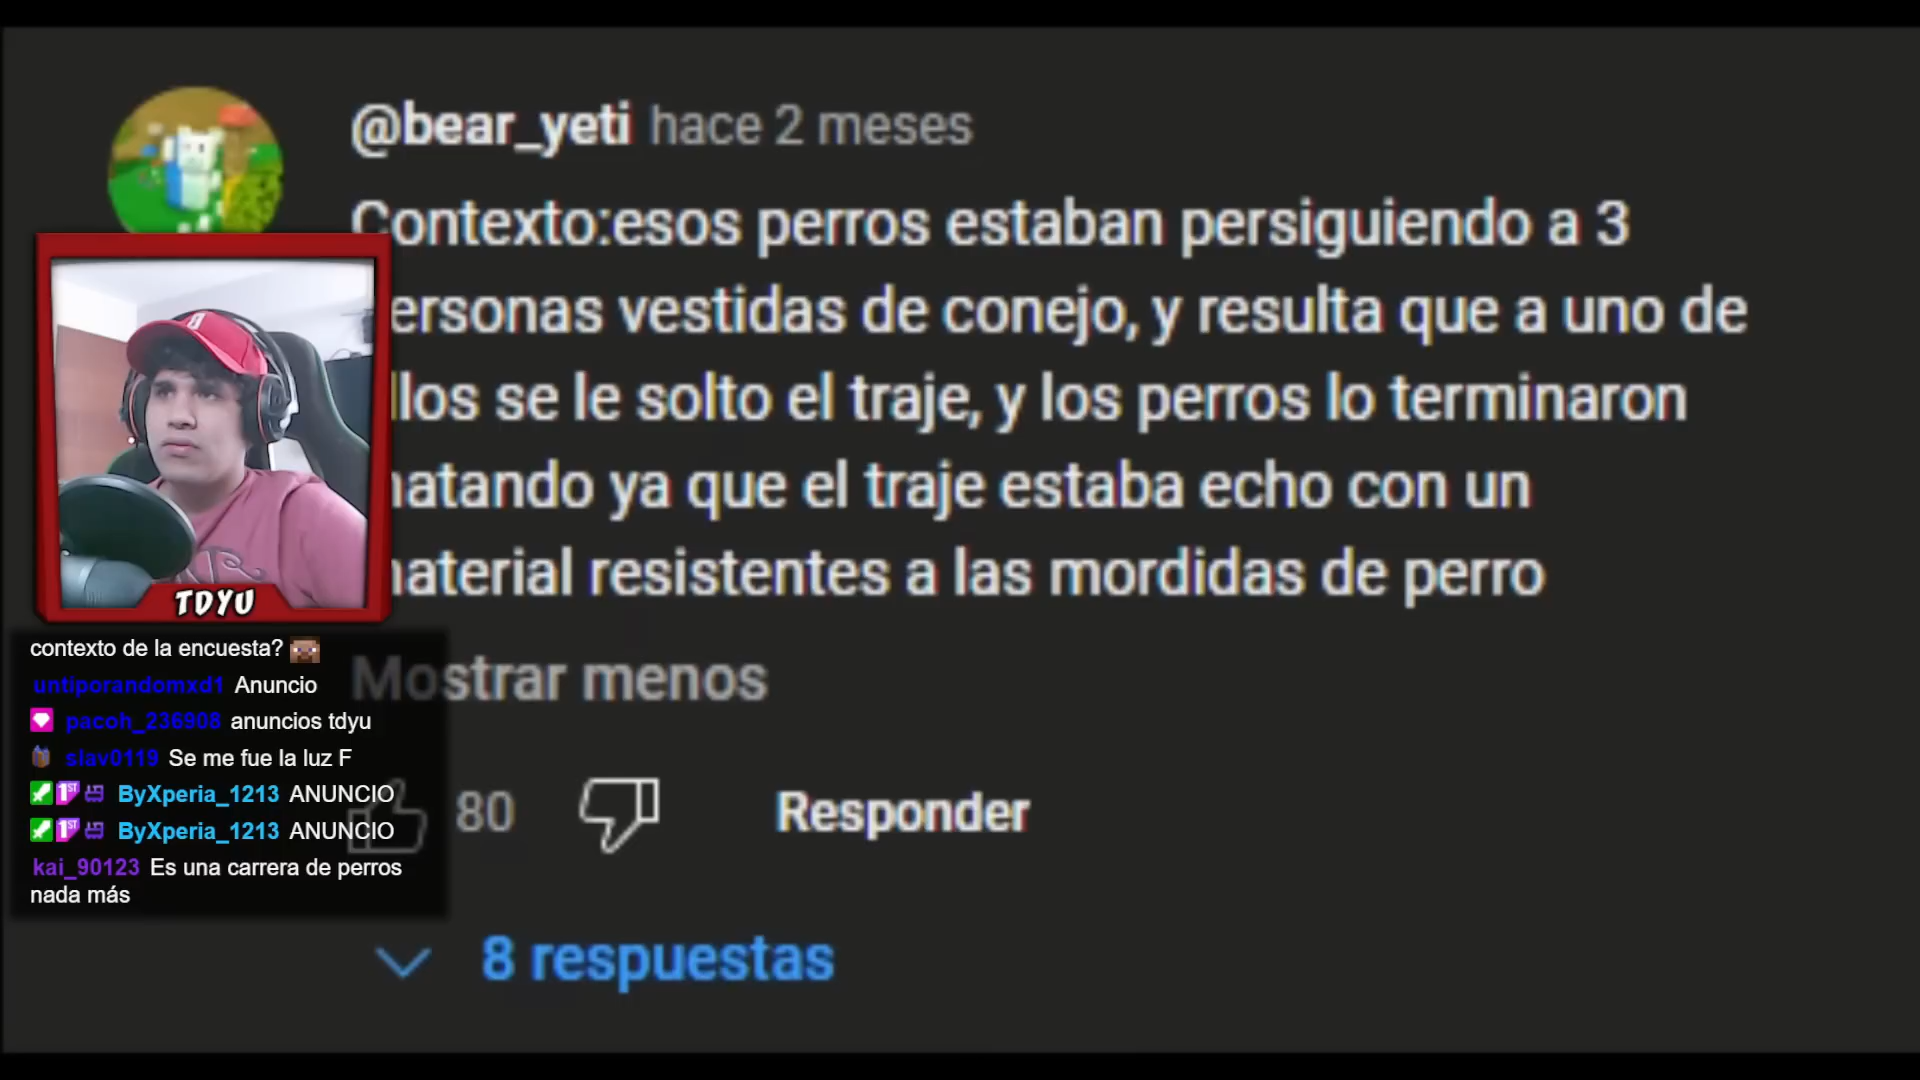 @bear_yeti hace 2 meses
Contexto:esos perros estaban persiguiendo a 3
ersonas vestidas de conejo, y resulta que a uno de
llos se le solto el traje, y los perros lo terminaron
atando ya que el traje estaba echo con un
aterial resistentes a las mordidas de perro
Mostrar menos
80 Responder
8 respuestas
TDYU
contexto de la encuesta?
untiporandomxd1 Anuncio
pacoh_236908 anuncios tdyu
slav0119 Se me fue la luz F
1ST ByXperia_1213 ANUNCIO
1ST ByXperia_1213 ANUNCIO
kai_90123 Es una carrera de perros
nada más